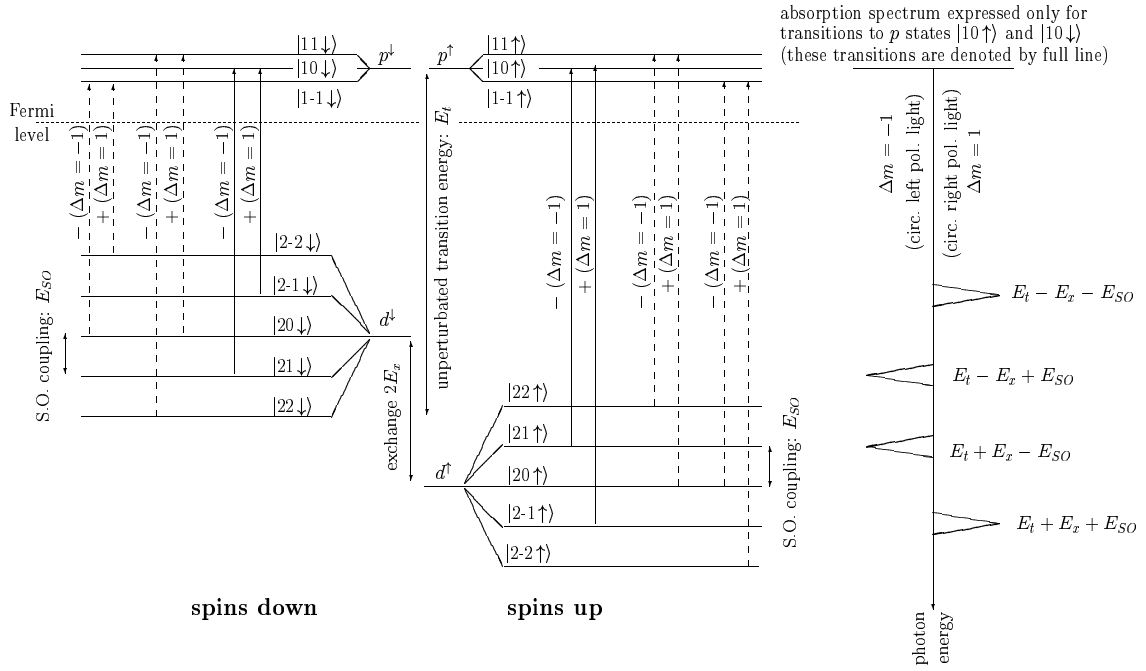 absorption spectrum expressed only for
transitions to p states |10↑⟩ and |10↓⟩
(these transitions are denoted by full line)
|11↓⟩
|10↓⟩
|1-1↓⟩
p↓
p↑
|11↑⟩
|10↑⟩
|1-1↑⟩
Fermi
level
− (Δm = −1)
+ (Δm = 1)
− (Δm = −1)
+ (Δm = 1)
− (Δm = −1)
+ (Δm = 1)
|2-2↓⟩
|2-1↓⟩
|20↓⟩
|21↓⟩
|22↓⟩
d↓
S.O. coupling: E_SO
exchange 2E_x
unperturbated transition energy: E_t
− (Δm = −1)
+ (Δm = 1)
− (Δm = −1)
+ (Δm = 1)
− (Δm = −1)
+ (Δm = 1)
|22↑⟩
|21↑⟩
|20↑⟩
|2-1↑⟩
|2-2↑⟩
d↑
S.O. coupling: E_SO
Δm = −1
(circ. left pol. light)
(circ. right pol. light)
Δm = 1
E_t − E_x − E_SO
E_t − E_x + E_SO
E_t + E_x − E_SO
E_t + E_x + E_SO
photon
energy
spins down
spins up